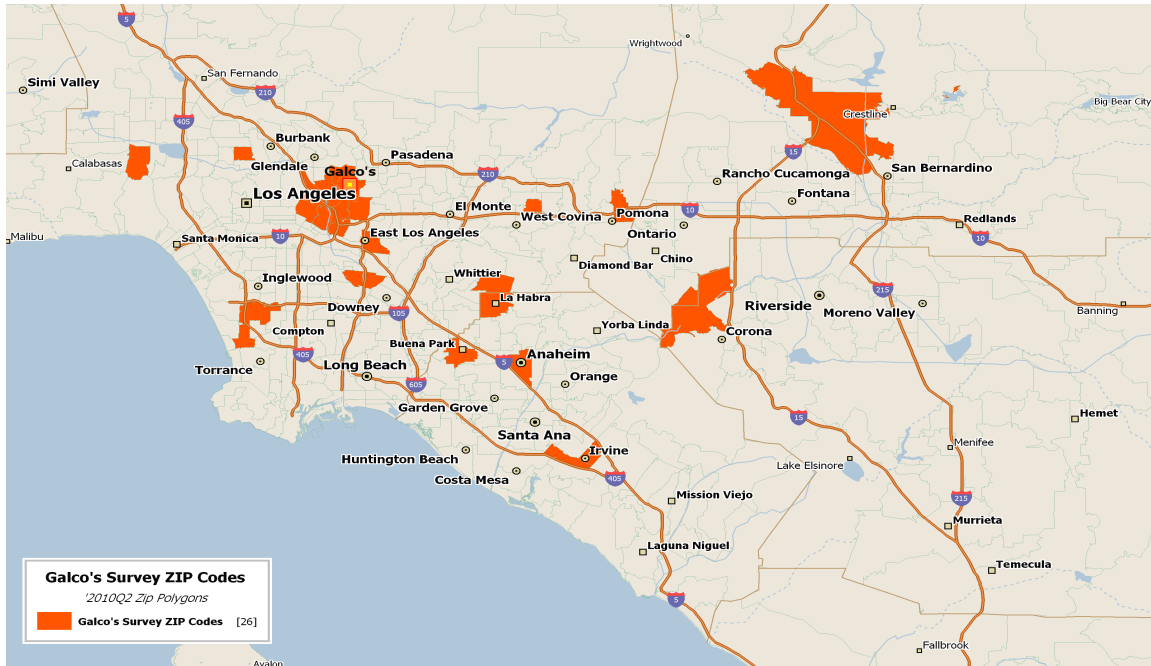 5
Wrightwood
Simi Valley
San Fernando
210
Big Bear City
Crestline
405
Burbank
15
Calabasas
Glendale
Pasadena
Galco's
210
San Bernardino
Rancho Cucamonga
Los Angeles
Fontana
El Monte
West Covina
Pomona
10
Ontario
Redlands
Malibu
Santa Monica
10
East Los Angeles
10
Chino
Diamond Bar
Inglewood
Whittier
215
La Habra
Riverside
Moreno Valley
Downey
105
Banning
Compton
Yorba Linda
Corona
Buena Park
405
5
Anaheim
Torrance
Long Beach
605
Orange
Garden Grove
15
Hemet
Santa Ana
Irvine
Menifee
Huntington Beach
Lake Elsinore
Costa Mesa
405
Mission Viejo
215
Murrieta
Laguna Niguel
Temecula
5
Fallbrook
Avalon
Galco's Survey ZIP Codes
'2010Q2 Zip Polygons
Galco's Survey ZIP Codes [26]